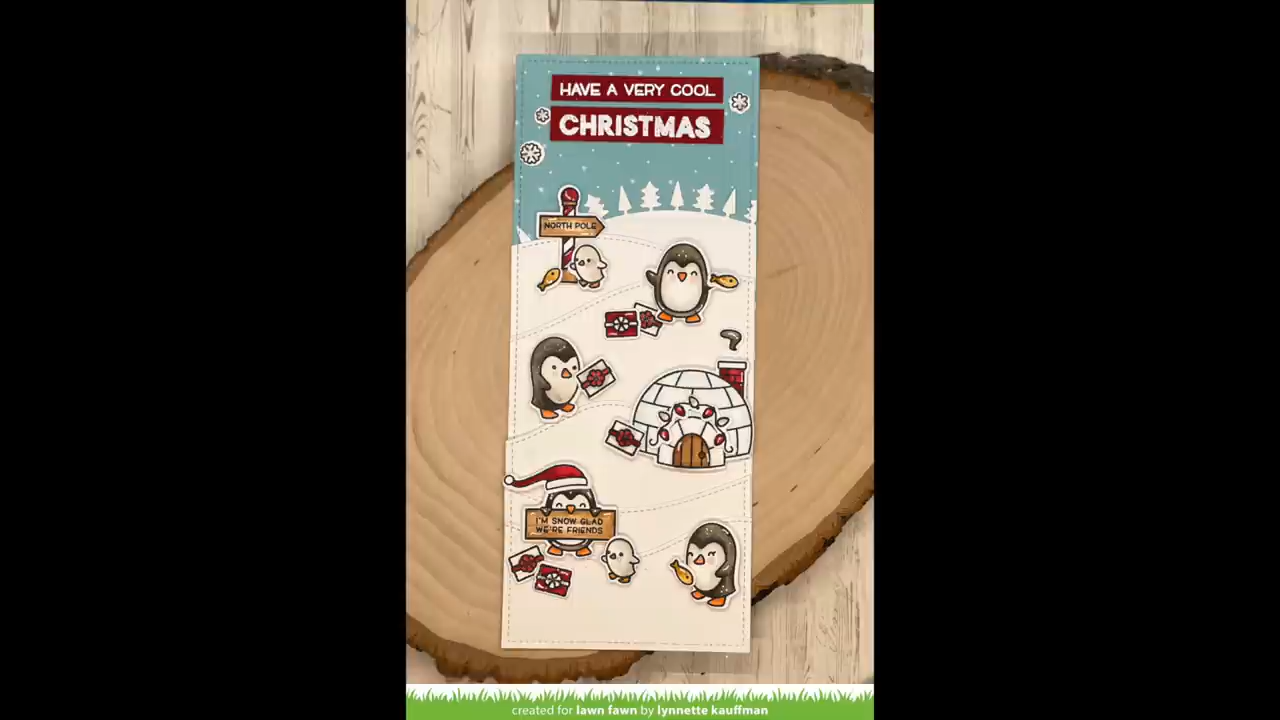 HAVE A VERY COOL
CHRISTMAS
NORTH POLE
I'M SNOW GLAD
WE'RE FRIENDS
created for lawn fawn by lynnette kauffman